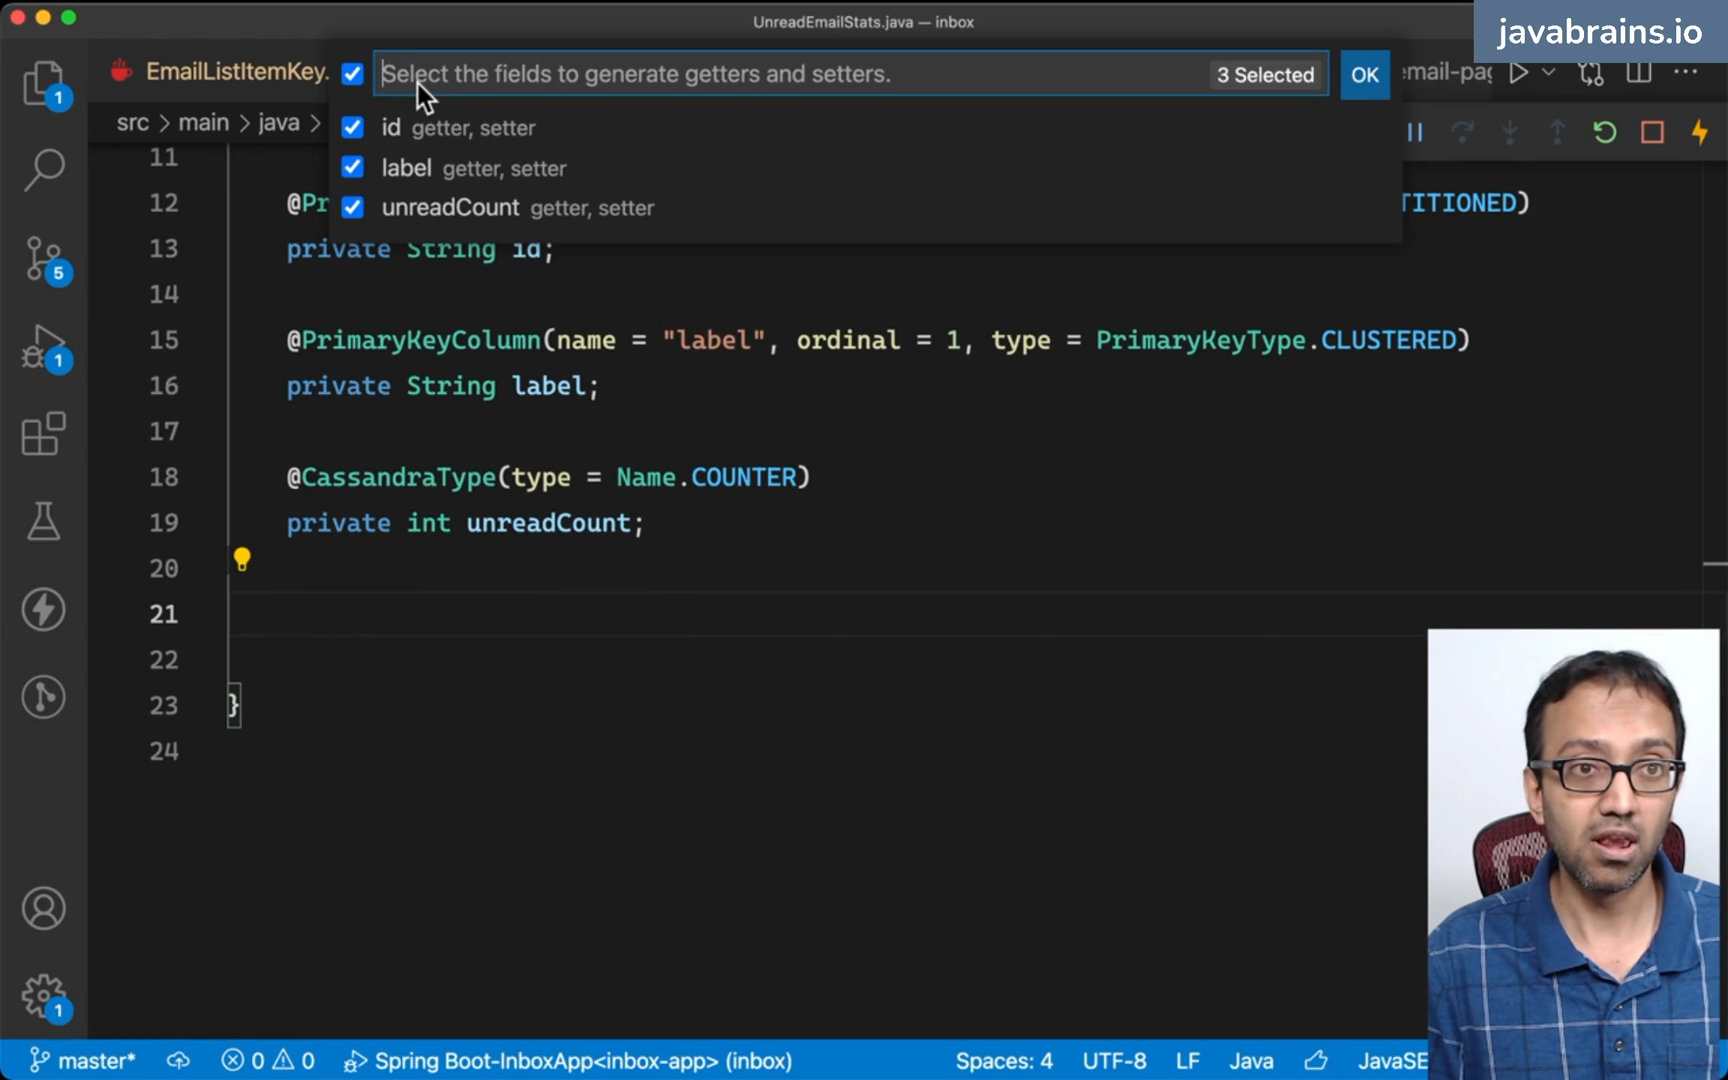 UnreadEmailStats.java — inbox
javabrains.io
EmailListItemKey.
Select the fields to generate getters and setters.
3 Selected
OK
id getter, setter
label getter, setter
unreadCount getter, setter
src > main > java >
11
12 @Pr TITIONED)
13 private String id;
14
15 @PrimaryKeyColumn(name = "label", ordinal = 1, type = PrimaryKeyType.CLUSTERED)
16 private String label;
17
18 @CassandraType(type = Name.COUNTER)
19 private int unreadCount;
20
21
22
23 }
24
1
5
1
1
master* 0 0 Spring Boot-InboxApp<inbox-app> (inbox) Spaces: 4 UTF-8 LF Java JavaSE